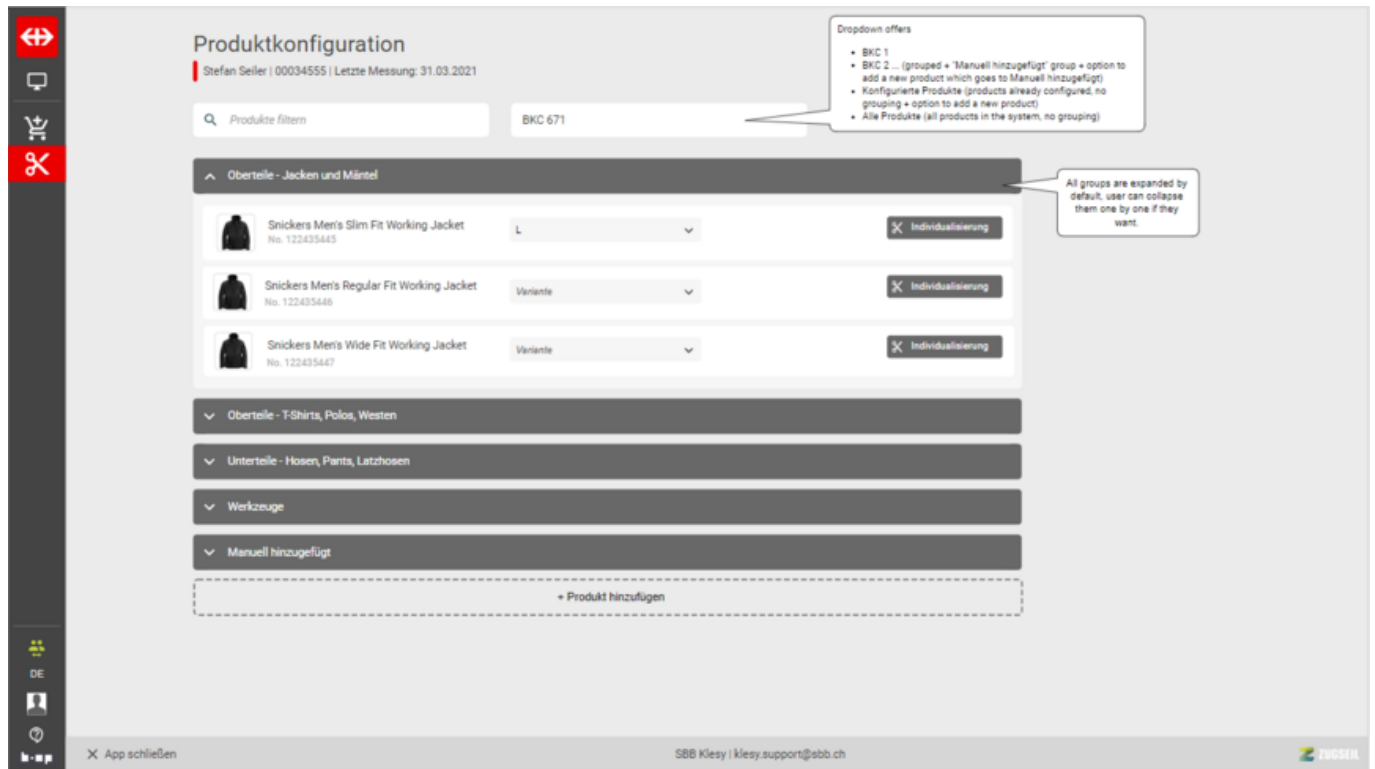 Produktkonfiguration
Stefan Seiler | 00034555 | Letzte Messung: 31.03.2021
Produkte filtern
BKC 671
Dropdown offers
• BKC 1
• BKC 2 ... (grouped + "Manuell hinzugefügt" group + option to
add a new product which goes to Manuell hinzugefügt)
• Konfigurierte Produkte (products already configured, no
grouping + option to add a new product)
• Alle Produkte (all products in the system, no grouping)
Oberteile - Jacken und Mäntel
All groups are expanded by
default, user can collapse
them one by one if they
want.
Snickers Men's Slim Fit Working Jacket
No. 122435445
L
Individualisierung
Snickers Men's Regular Fit Working Jacket
No. 122435446
Variante
Individualisierung
Snickers Men's Wide Fit Working Jacket
No. 122435447
Variante
Individualisierung
Oberteile - T-Shirts, Polos, Westen
Unterteile - Hosen, Pants, Latzhosen
Werkzeuge
Manuell hinzugefügt
+ Produkt hinzufügen
DE
App schließen
SBB Klesy | klesy.support@sbb.ch
ZUGSEIL